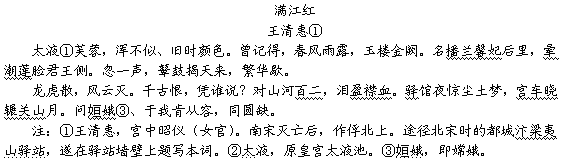 满江红
王清惠①
太液①芙蓉，浑不似、旧时颜色。曾记得，春风雨露，玉楼金阙。名播兰馨妃后里，晕
潮莲脸君王侧。忽一声，鼙鼓揭天来，繁华歇。
龙虎散，风云灭。千古恨，凭谁说？对山河百二，泪盈襟血。驿馆夜惊尘土梦，宫车晓
辗关山月。问姮娥③、于我肯从容，同圆缺。
注：①王清惠，宫中昭仪（女官）。南宋灭亡后，作俘北上。途径北宋时的都城汴梁夷
山驿站，遂在驿站墙壁上题写本词。②太液，原皇宫太液池。③姮娥，即嫦娥。